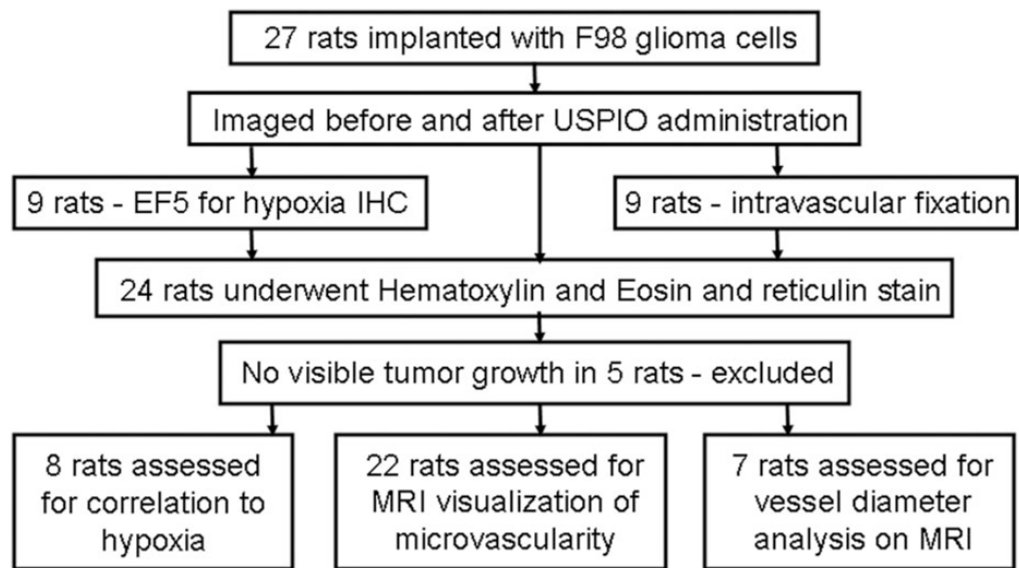 27 rats implanted with F98 glioma cells
Imaged before and after USPIO administration
9 rats - EF5 for hypoxia IHC
9 rats - intravascular fixation
24 rats underwent Hematoxylin and Eosin and reticulin stain
No visible tumor growth in 5 rats - excluded
8 rats assessed
for correlation to
hypoxia
22 rats assessed for
MRI visualization of
microvascularity
7 rats assessed for
vessel diameter
analysis on MRI